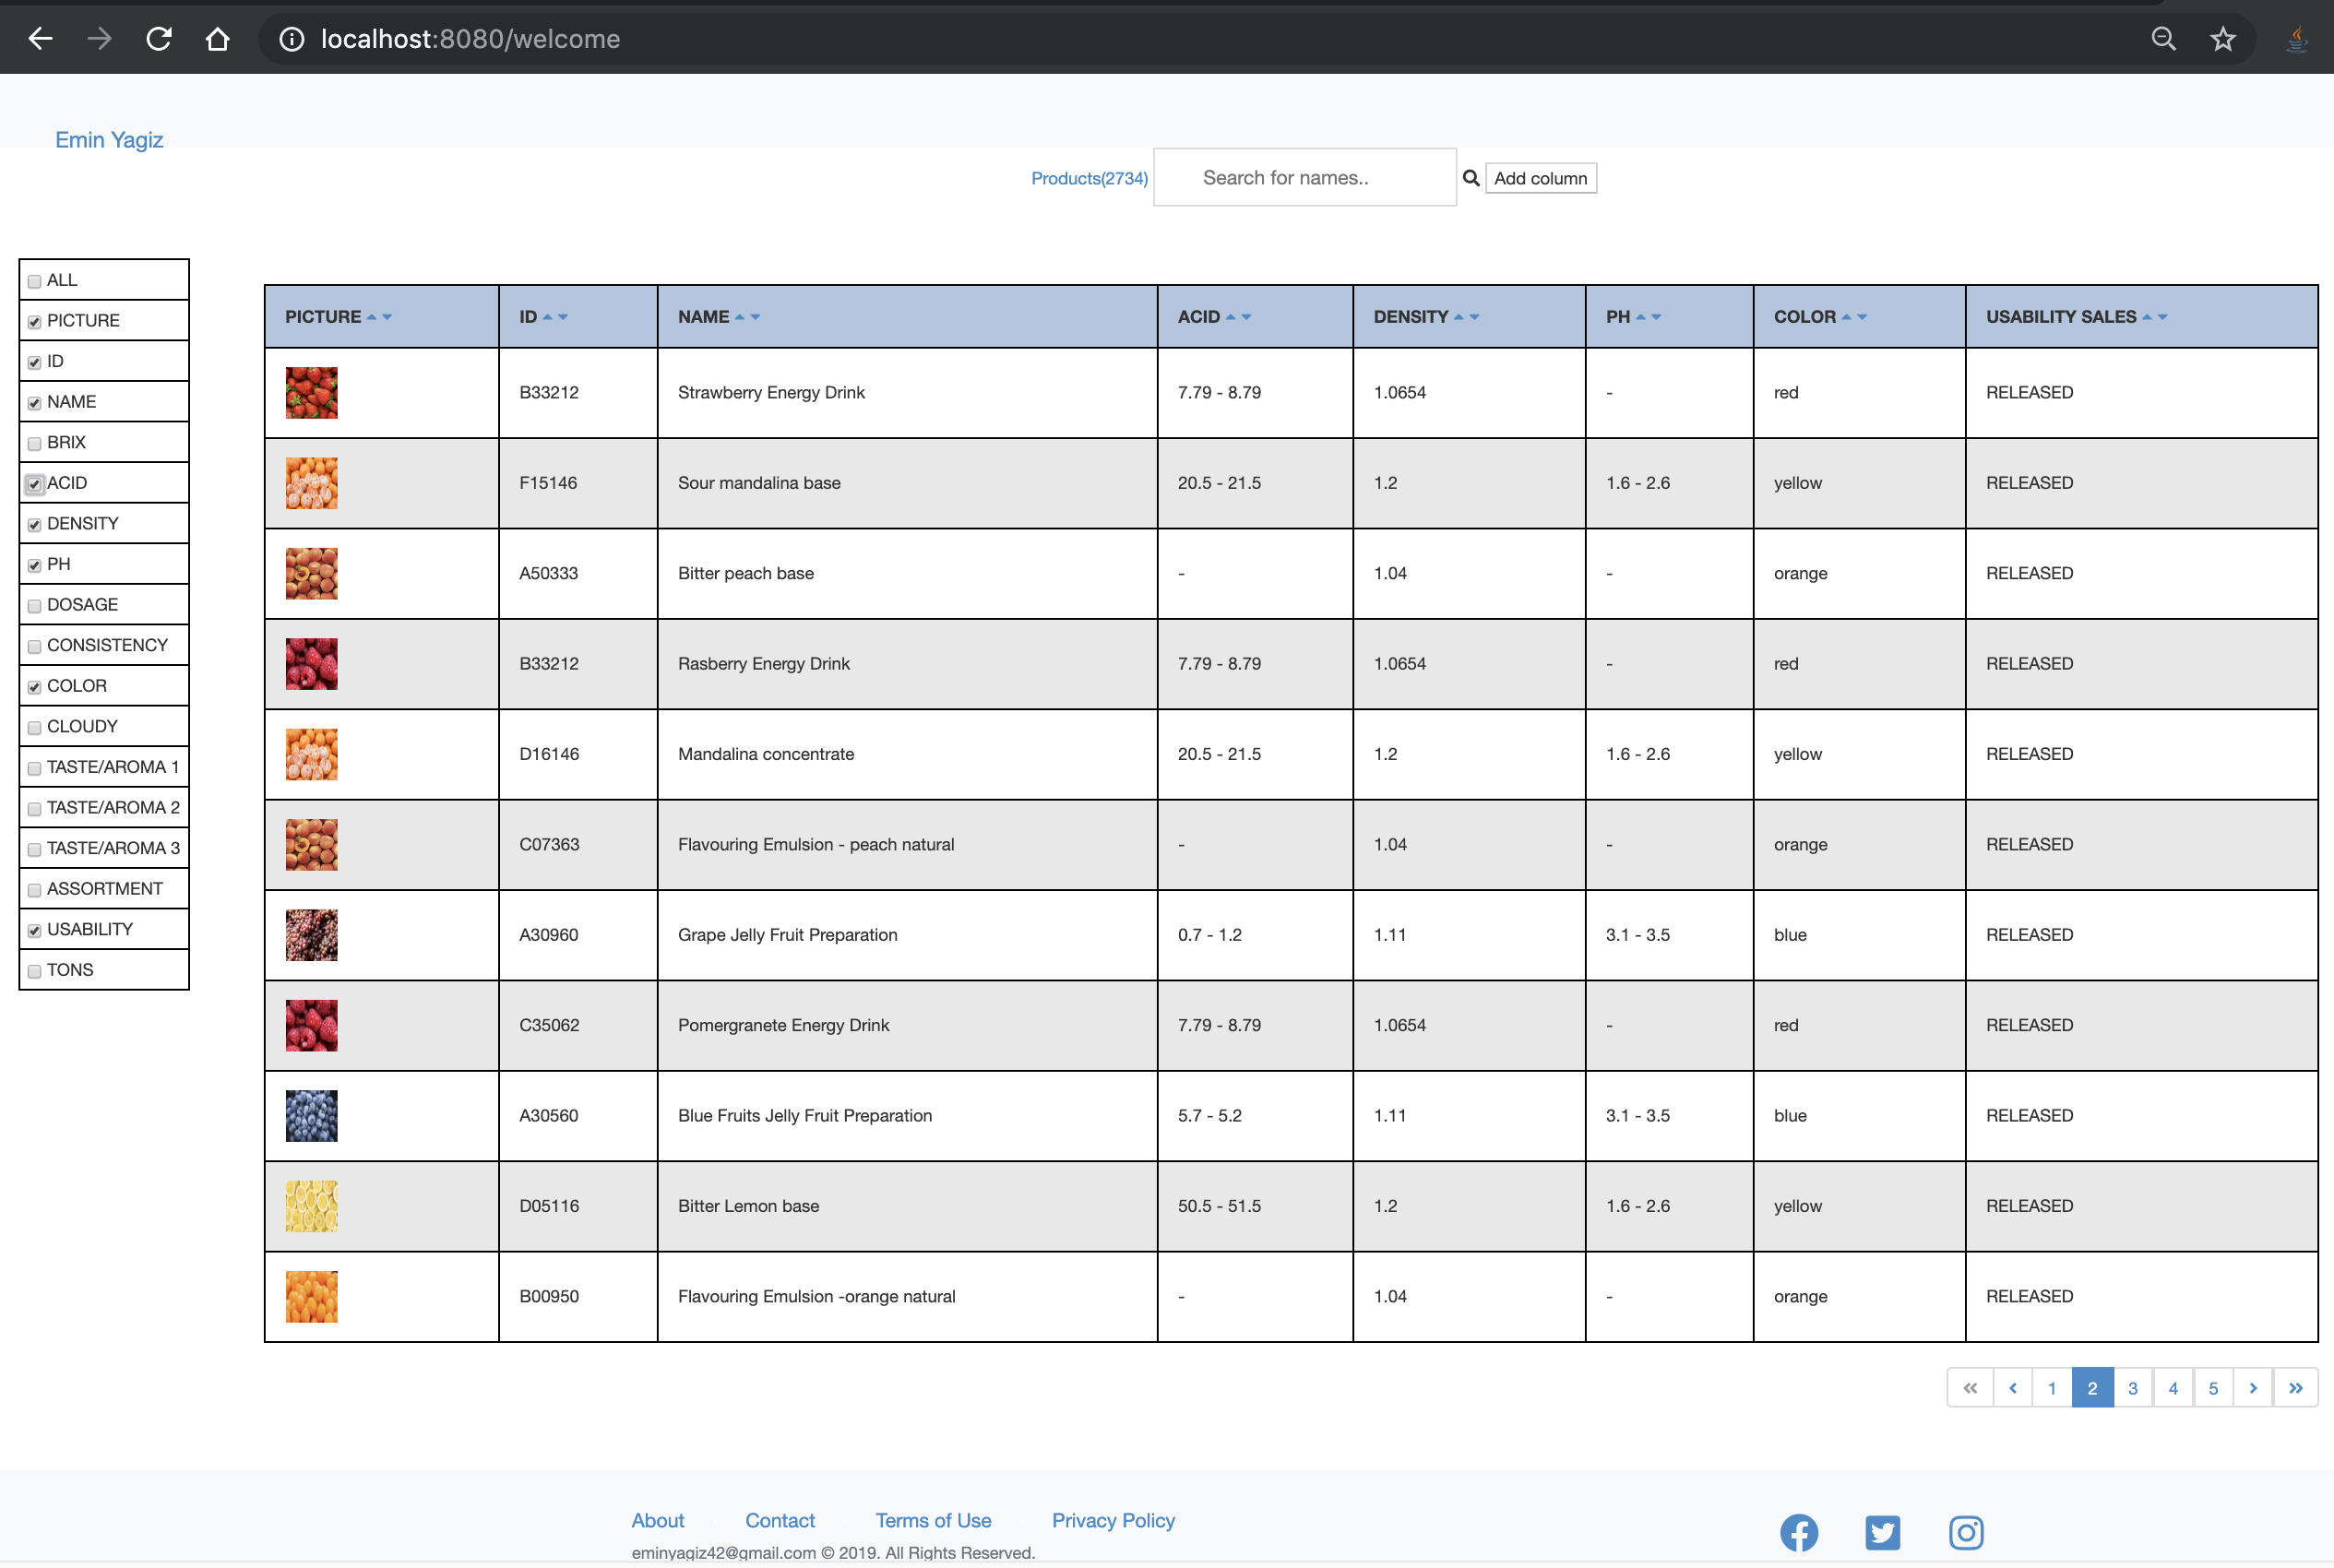 localhost:8080/welcome
Emin Yagiz
Products(2734) Search for names.. Add column
ALL
PICTURE
ID
NAME
BRIX
ACID
DENSITY
PH
DOSAGE
CONSISTENCY
COLOR
CLOUDY
TASTE/AROMA 1
TASTE/AROMA 2
TASTE/AROMA 3
ASSORTMENT
USABILITY
TONS
PICTURE ID NAME ACID DENSITY PH COLOR USABILITY SALES
B33212 Strawberry Energy Drink 7.79 - 8.79 1.0654 - red RELEASED
F15146 Sour mandalina base 20.5 - 21.5 1.2 1.6 - 2.6 yellow RELEASED
A50333 Bitter peach base - 1.04 - orange RELEASED
B33212 Rasberry Energy Drink 7.79 - 8.79 1.0654 - red RELEASED
D16146 Mandalina concentrate 20.5 - 21.5 1.2 1.6 - 2.6 yellow RELEASED
C07363 Flavouring Emulsion - peach natural - 1.04 - orange RELEASED
A30960 Grape Jelly Fruit Preparation 0.7 - 1.2 1.11 3.1 - 3.5 blue RELEASED
C35062 Pomergranete Energy Drink 7.79 - 8.79 1.0654 - red RELEASED
A30560 Blue Fruits Jelly Fruit Preparation 5.7 - 5.2 1.11 3.1 - 3.5 blue RELEASED
D05116 Bitter Lemon base 50.5 - 51.5 1.2 1.6 - 2.6 yellow RELEASED
B00950 Flavouring Emulsion -orange natural - 1.04 - orange RELEASED
« ‹ 1 2 3 4 5 › »
About Contact Terms of Use Privacy Policy
eminyagiz42@gmail.com © 2019. All Rights Reserved.